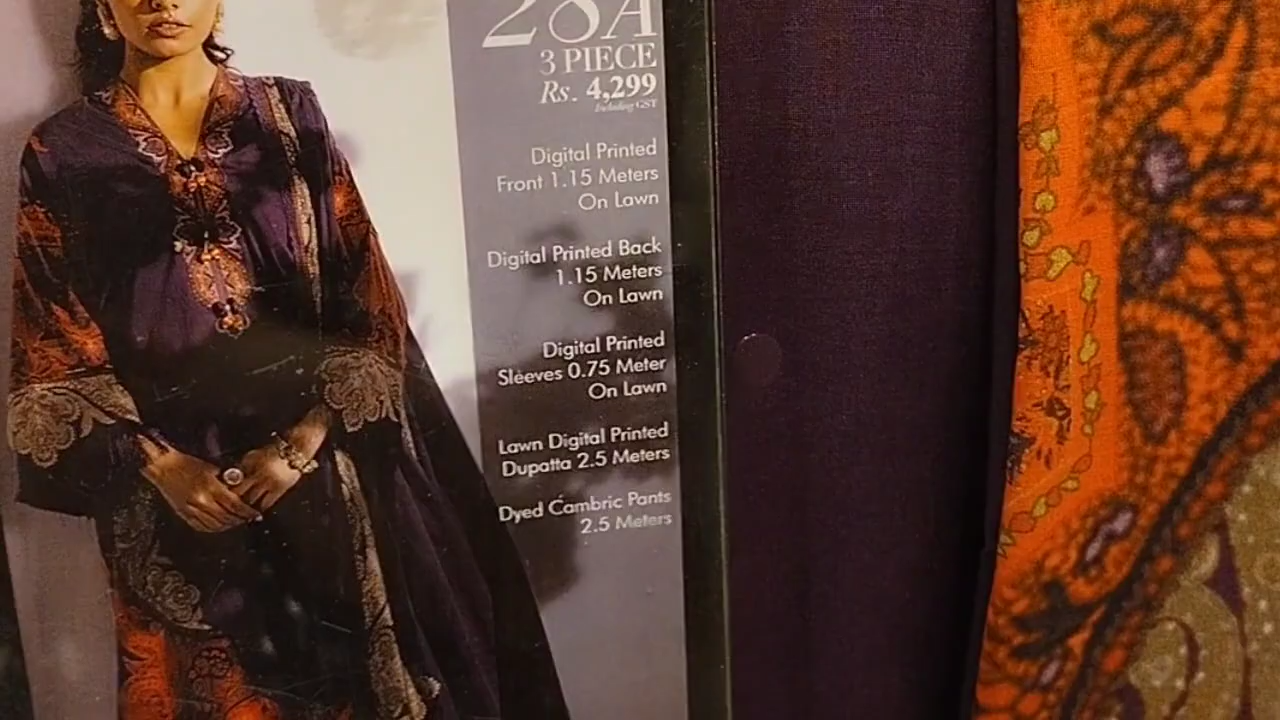 28A
3 PIECE
Rs. 4,299
Including GST
Digital Printed
Front 1.15 Meters
On Lawn
Digital Printed Back
1.15 Meters
On Lawn
Digital Printed
Sleeves 0.75 Meter
On Lawn
Lawn Digital Printed
Dupatta 2.5 Meters
Dyed Cambric Pants
2.5 Meters